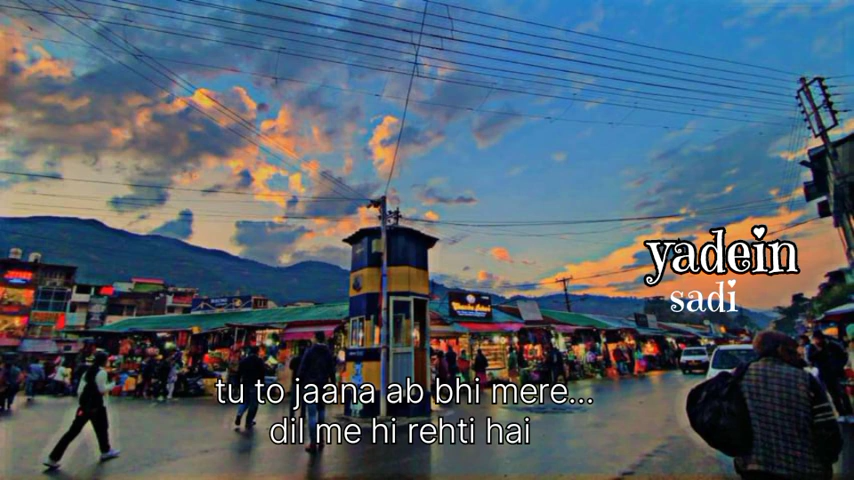 yadein
sadi
tu to jaana ab bhi mere...
dil me hi rehti hai